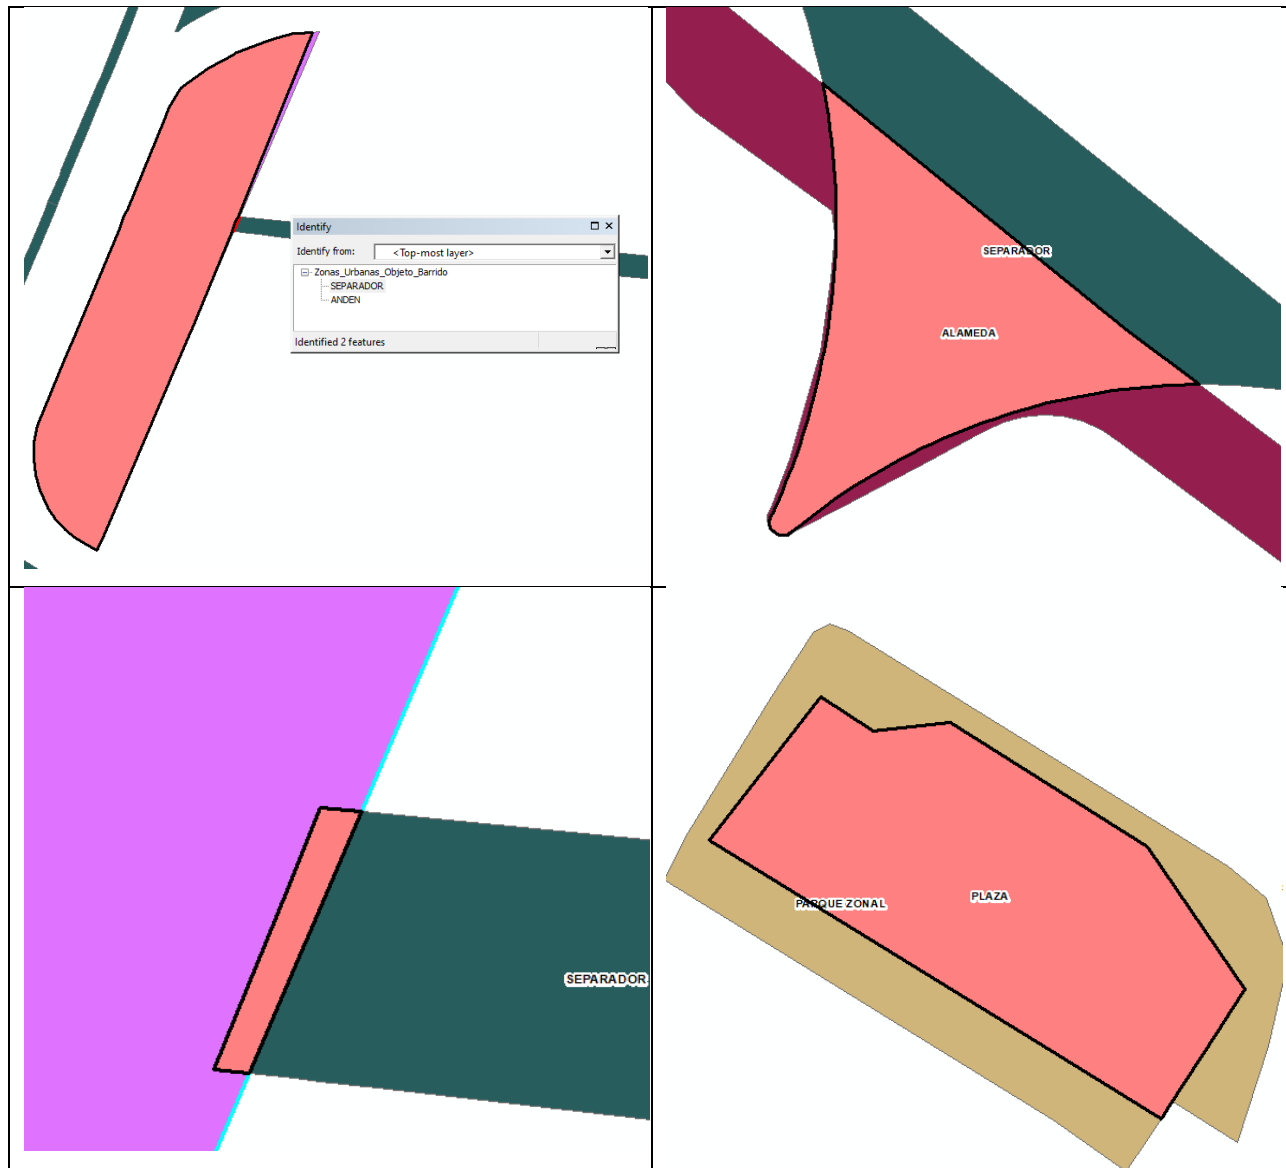 Identify
Identify from: <Top-most layer>
Zonas_Urbanas_Objeto_Barrido
SEPARADOR
ANDEN
Identified 2 features
SEPARADOR
ALAMEDA
SEPARADOR
PLAZA
PARQUE ZONAL